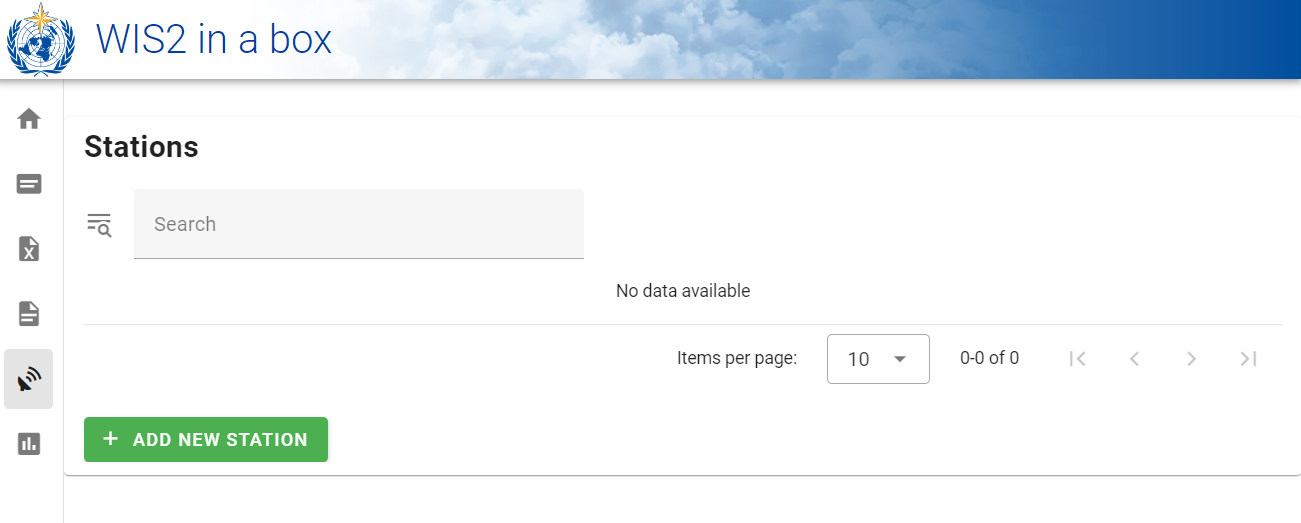 WIS2 in a box
Stations
Search
No data available
Items per page: 10 0-0 of 0
ADD NEW STATION